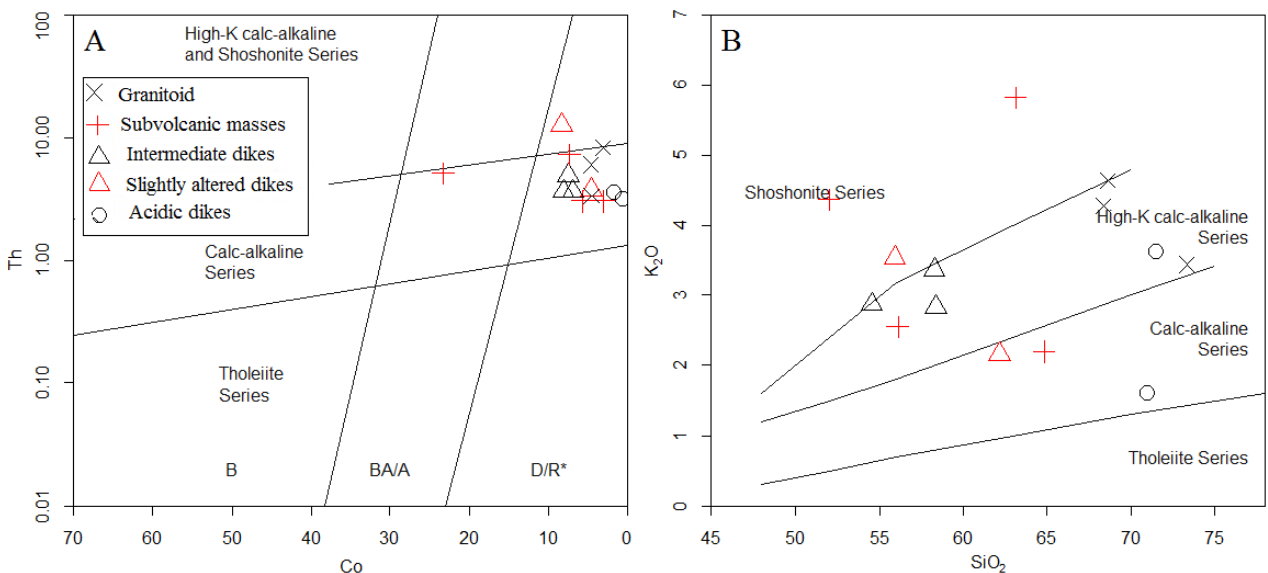 A
High-K calc-alkaline
and Shoshonite Series
Granitoid
Subvolcanic masses
Intermediate dikes
Slightly altered dikes
Acidic dikes
Calc-alkaline
Series
Tholeiite
Series
B
BA/A
D/R*
Th
100
10.00
1.00
0.10
0.01
70
60
50
40
30
20
10
0
Co
B
Shoshonite Series
High-K calc-alkaline
Series
Calc-alkaline
Series
Tholeiite Series
K₂O
7
6
5
4
3
2
1
0
45
50
55
60
65
70
75
SiO₂